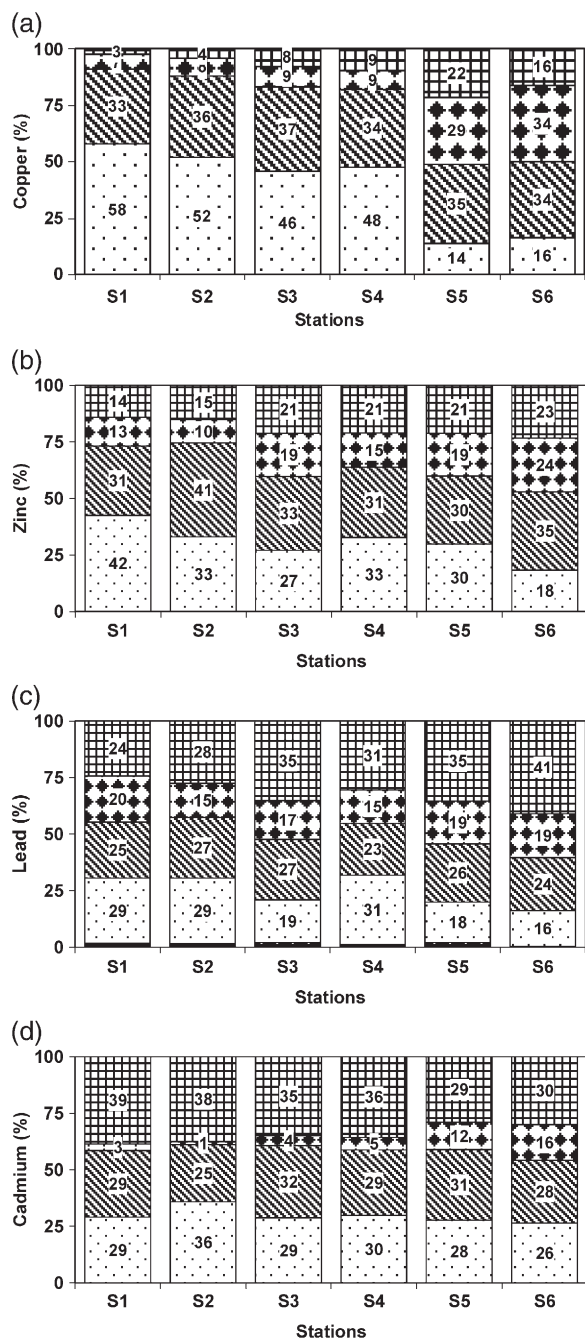 (a)
100
75
50
25
0
Copper (%)
3 4 8 9 22 16
9 9 29 34
33 36 37 34 35 34
58 52 46 48 14 16
S1 S2 S3 S4 S5 S6
Stations
(b)
100
75
50
25
0
Zinc (%)
14 15 21 21 21 23
13 10 19 15 19 24
31 41 33 31 30 35
42 33 27 33 30 18
S1 S2 S3 S4 S5 S6
Stations
(c)
100
75
50
25
0
Lead (%)
24 28 35 31 35 41
20 15 17 15 19 19
25 27 27 23 26 24
29 29 19 31 18 16
S1 S2 S3 S4 S5 S6
Stations
(d)
100
75
50
25
0
Cadmium (%)
39 38 35 36 29 30
3 1 4 5 12 16
29 25 32 29 31 28
29 36 29 30 28 26
S1 S2 S3 S4 S5 S6
Stations